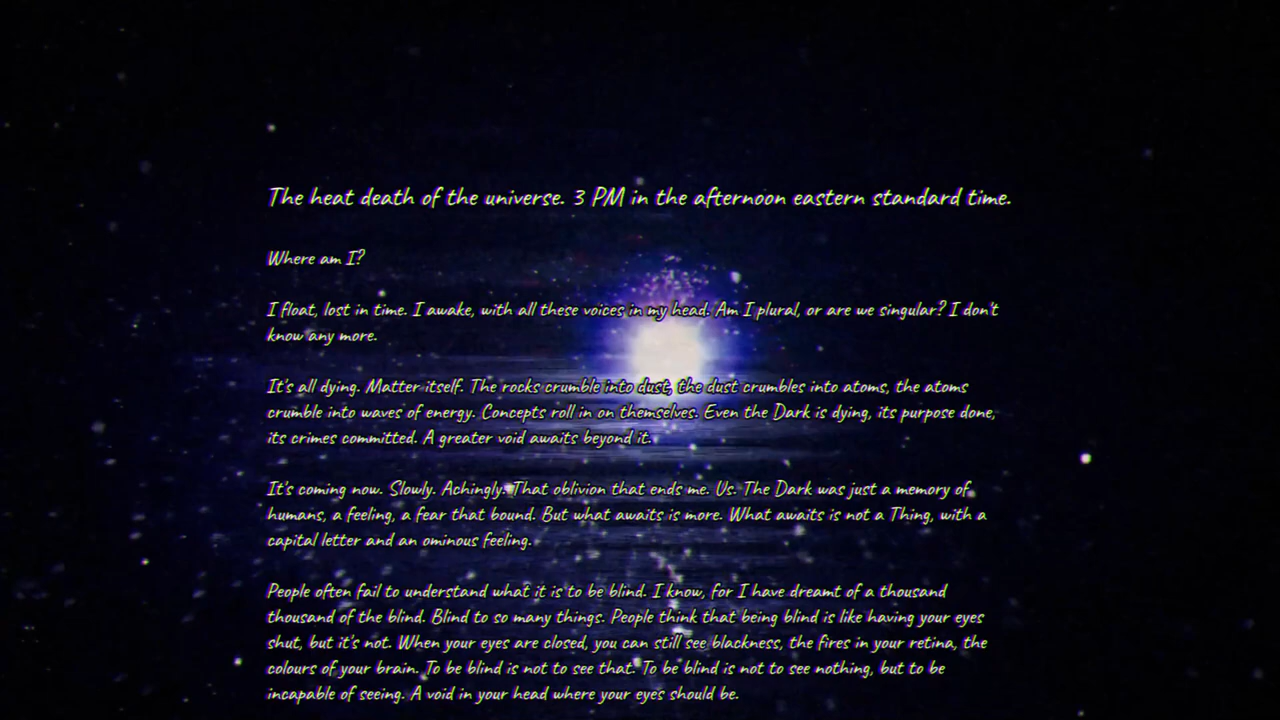 The heat death of the universe. 3 PM in the afternoon eastern standard time.
Where am I?
I float, lost in time. I awake, with all these voices in my head. Am I plural, or are we singular? I don't
know any more.
It's all dying. Matter itself. The rocks crumble into dust, the dust crumbles into atoms, the atoms
crumble into waves of energy. Concepts roll in on themselves. Even the Dark is dying, its purpose done,
its crimes committed. A greater void awaits beyond it.
It's coming now. Slowly. Achingly. That oblivion that ends me. Us. The Dark was just a memory of
humans, a feeling, a fear that bound. But what awaits is more. What awaits is not a Thing, with a
capital letter and an ominous feeling.
People often fail to understand what it is to be blind. I know, for I have dreamt of a thousand
thousand of the blind. Blind to so many things. People think that being blind is like having your eyes
shut, but it's not. When your eyes are closed, you can still see blackness, the fires in your retina, the
colours of your brain. To be blind is not to see that. To be blind is not to see nothing, but to be
incapable of seeing. A void in your head where your eyes should be.